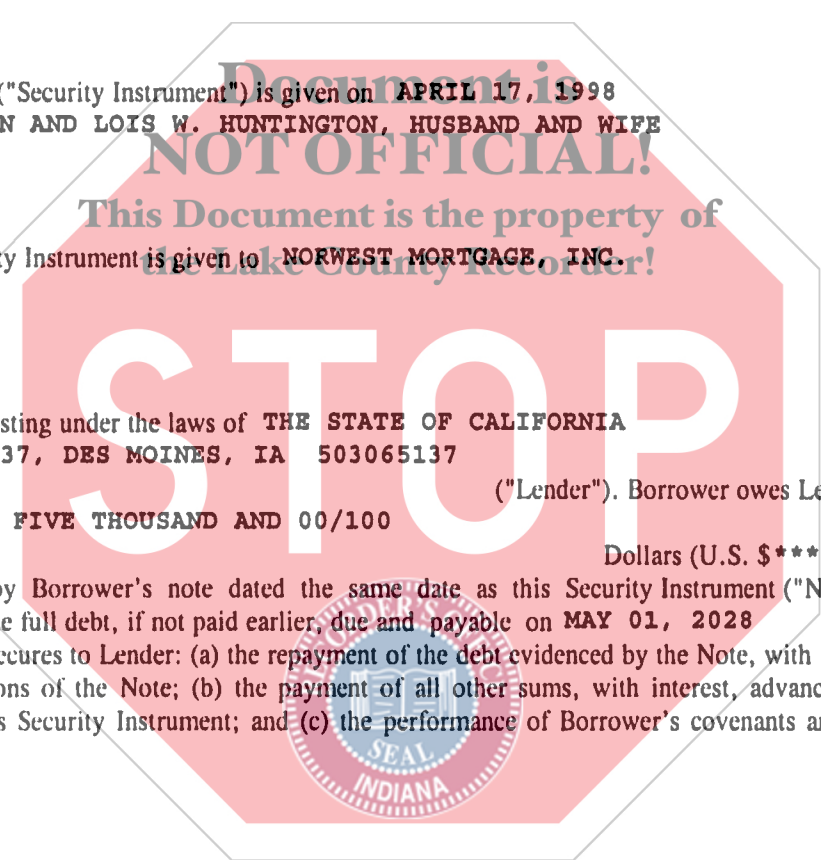 ("Security Instrument") is given on APRIL 17, 1998
Document is
N AND LOIS W. HUNTINGTON, HUSBAND AND WIFE
NOT OFFICIAL!
This Document is the property of
ty Instrument is given to NORWEST MORTGAGE, INC.
the Lake County Recorder!
STOP
sting under the laws of THE STATE OF CALIFORNIA
37, DES MOINES, IA 503065137
("Lender"). Borrower owes Le
FIVE THOUSAND AND 00/100
Dollars (U.S. $***
by Borrower's note dated the same date as this Security Instrument ("N
e full debt, if not paid earlier, due and payable on MAY 01, 2028
ecures to Lender: (a) the repayment of the debt evidenced by the Note, with
ons of the Note; (b) the payment of all other sums, with interest, advanc
s Security Instrument; and (c) the performance of Borrower's covenants a
RECORDER'S OFFICE
SEAL
INDIANA